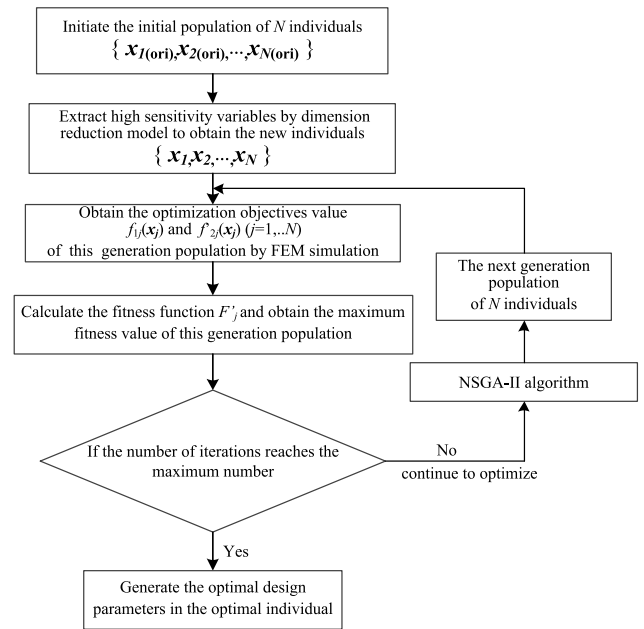 Initiate the initial population of N individuals
{ x1(ori),x2(ori),···,xN(ori) }
Extract high sensitivity variables by dimension
reduction model to obtain the new individuals
{ x1,x2,···,xN }
Obtain the optimization objectives value
f1j(xj) and f'2j(xj) (j=1,..N)
of this generation population by FEM simulation
Calculate the fitness function F'j and obtain the maximum
fitness value of this generation population
If the number of iterations reaches the
maximum number
No
continue to optimize
NSGA-II algorithm
The next generation
population
of N individuals
Yes
Generate the optimal design
parameters in the optimal individual